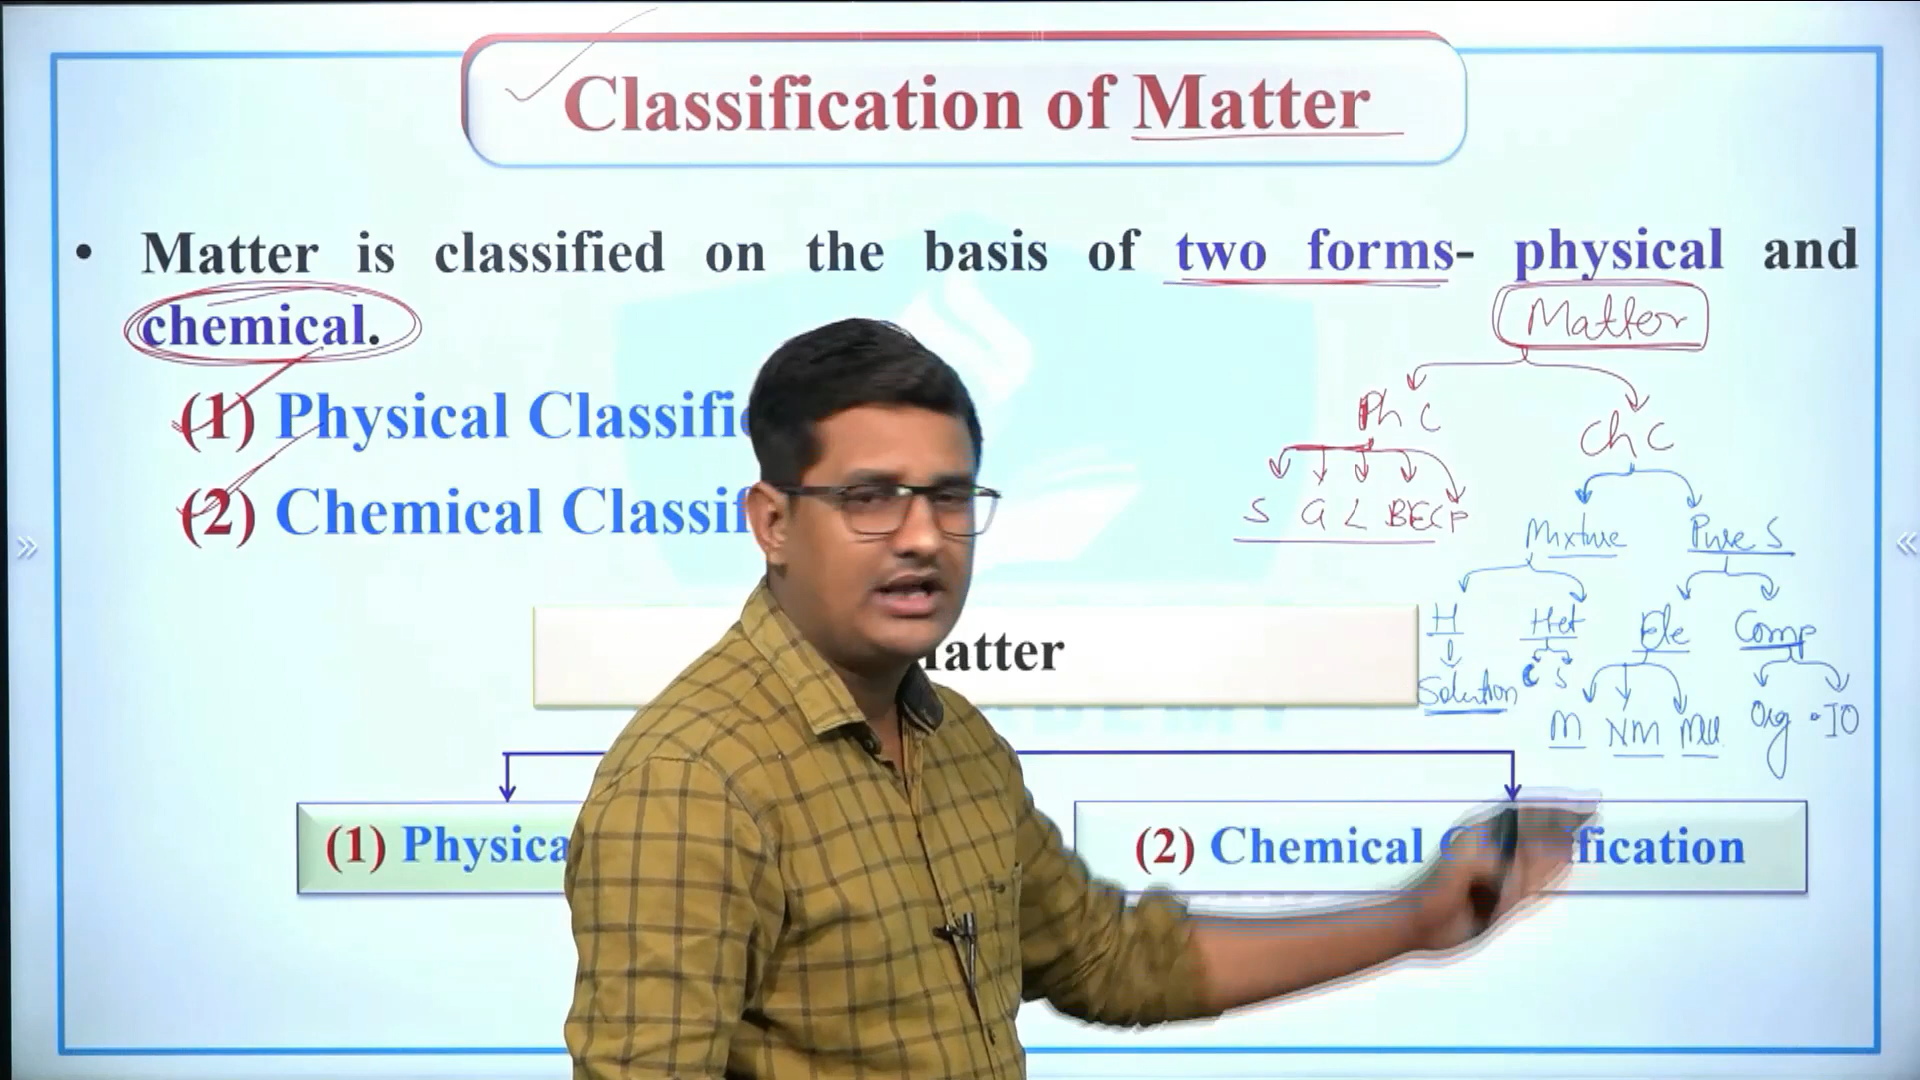 Classification of Matter
• Matter is classified on the basis of two forms- physical and
chemical.
(1) Physical Classific
(2) Chemical Classif
Matter
Ph C
Ch C
S G L BEC P
Mixture Pure S
H Het Ele Comp
Solution C S
M NM Mll Org IO
atter
(1) Physica
(2) Chemical C ification